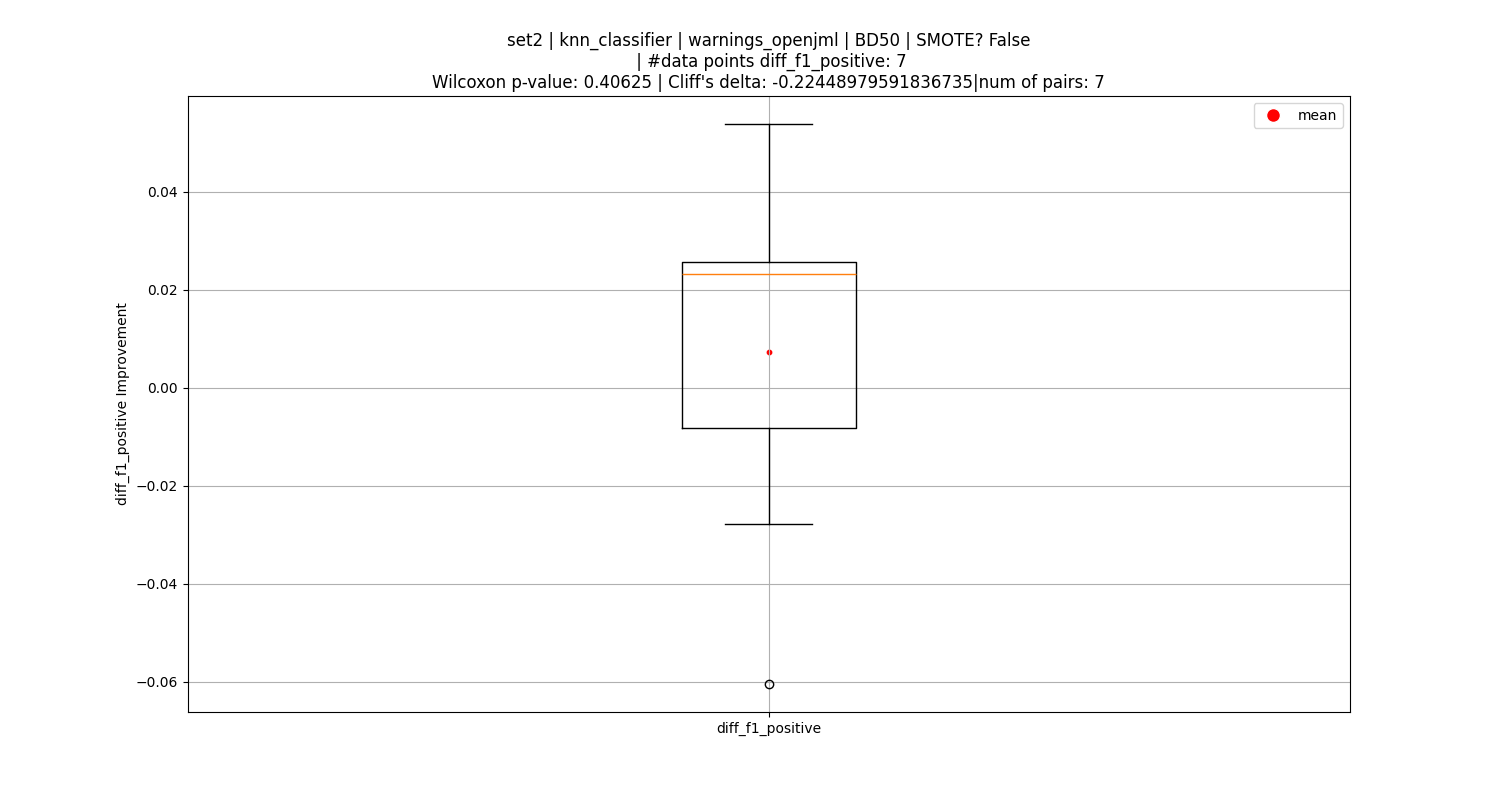 set2 | knn_classifier | warnings_openjml | BD50 | SMOTE? False
| #data points diff_f1_positive: 7
Wilcoxon p-value: 0.40625 | Cliff's delta: -0.22448979591836735|num of pairs: 7
mean
0.04
0.02
0.00
−0.02
−0.04
−0.06
diff_f1_positive Improvement
diff_f1_positive